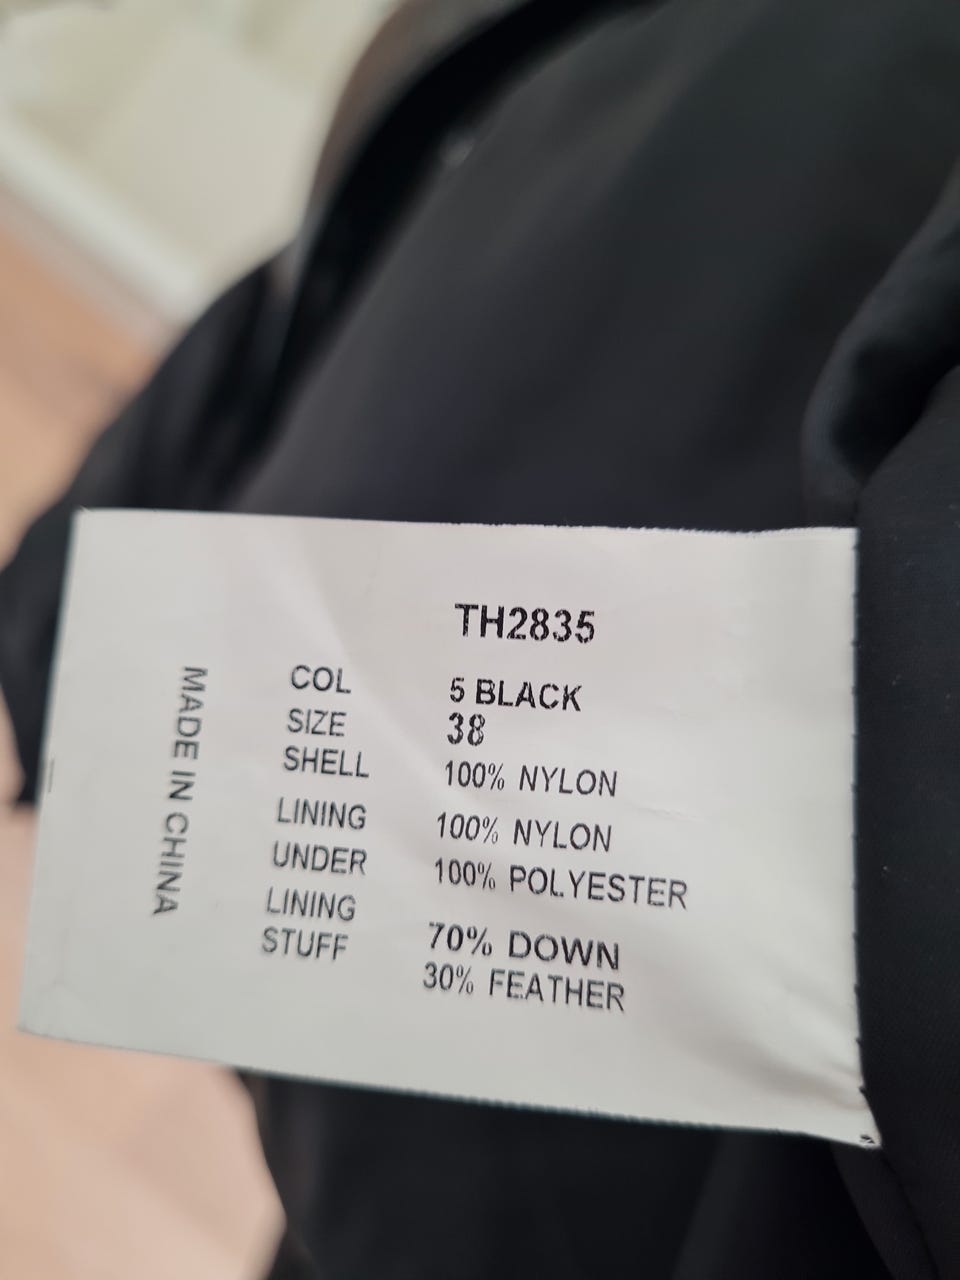 TH2835
COL 5 BLACK
SIZE 38
SHELL 100% NYLON
LINING 100% NYLON
UNDER 100% POLYESTER
LINING
STUFF 70% DOWN
30% FEATHER
MADE IN CHINA